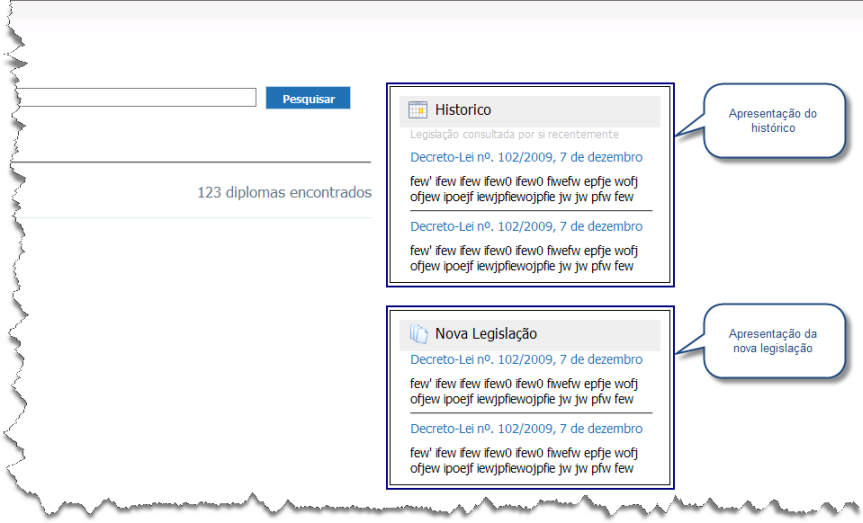 Pesquisar
123 diplomas encontrados
Historico
Legislação consultada por si recentemente
Decreto-Lei nº. 102/2009, 7 de dezembro
few' ifew ifew ifew0 ifew0 fiwefw epfje wofj
ofjew ipoejf iewjpfiewojpfie jw jw pfw few
Decreto-Lei nº. 102/2009, 7 de dezembro
few' ifew ifew ifew0 ifew0 fiwefw epfje wofj
ofjew ipoejf iewjpfiewojpfie jw jw pfw few
Apresentação do
histórico
Nova Legislação
Decreto-Lei nº. 102/2009, 7 de dezembro
few' ifew ifew ifew0 ifew0 fiwefw epfje wofj
ofjew ipoejf iewjpfiewojpfie jw jw pfw few
Decreto-Lei nº. 102/2009, 7 de dezembro
few' ifew ifew ifew0 ifew0 fiwefw epfje wofj
ofjew ipoejf iewjpfiewojpfie jw jw pfw few
Apresentação da
nova legislação